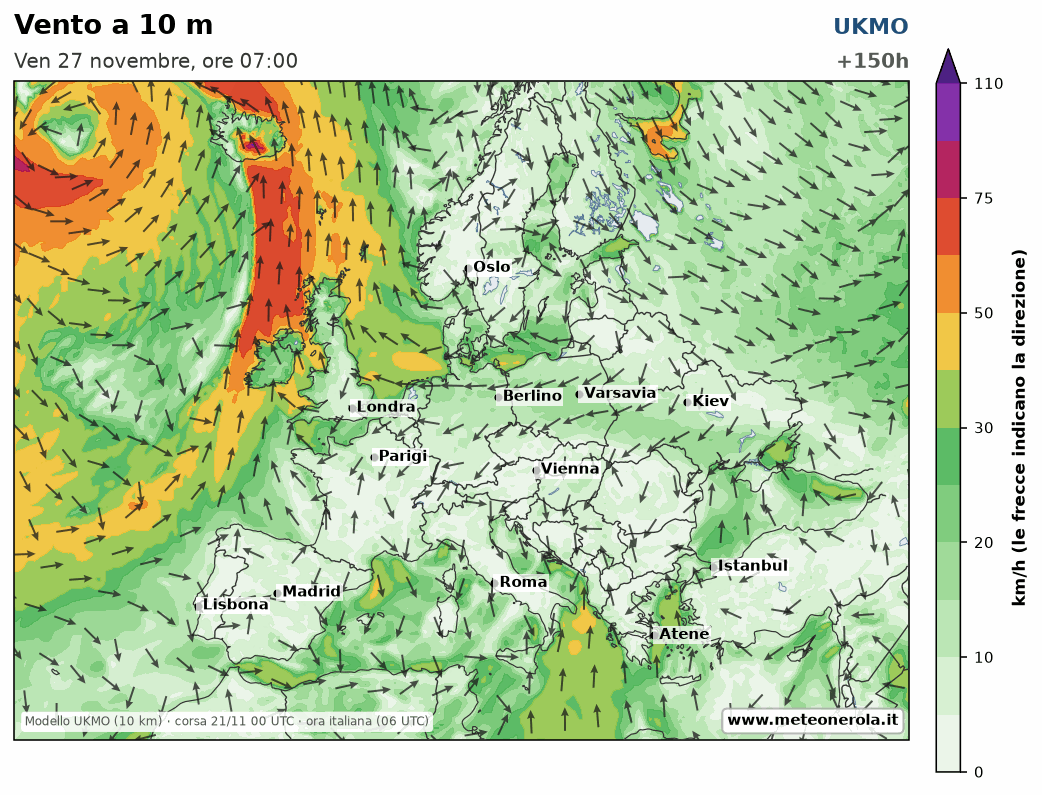 Vento a 10 m
UKMO
Ven 27 novembre, ore 07:00
+150h
110
75
50
30
20
10
0
km/h (le frecce indicano la direzione)
Oslo
Berlino
Varsavia
Kiev
Londra
Parigi
Vienna
Istanbul
Roma
Madrid
Lisbona
Atene
Modello UKMO (10 km) · corsa 21/11 00 UTC · ora italiana (06 UTC)
www.meteonerola.it